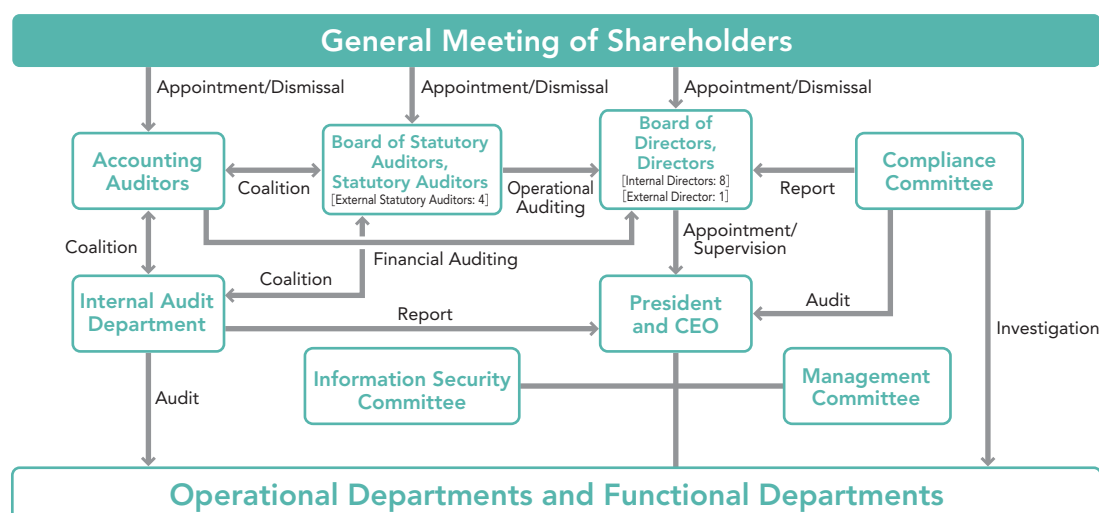 General Meeting of Shareholders
Appointment/Dismissal
Appointment/Dismissal
Appointment/Dismissal
Accounting
Auditors
Coalition
Board of Statutory
Auditors,
Statutory Auditors
[External Statutory Auditors: 4]
Operational
Auditing
Board of
Directors,
Directors
[Internal Directors: 8]
[External Director: 1]
Report
Compliance
Committee
Coalition
Financial Auditing
Appointment/
Supervision
Coalition
Internal Audit
Department
Report
President
and CEO
Audit
Investigation
Audit
Information Security
Committee
Management
Committee
Operational Departments and Functional Departments